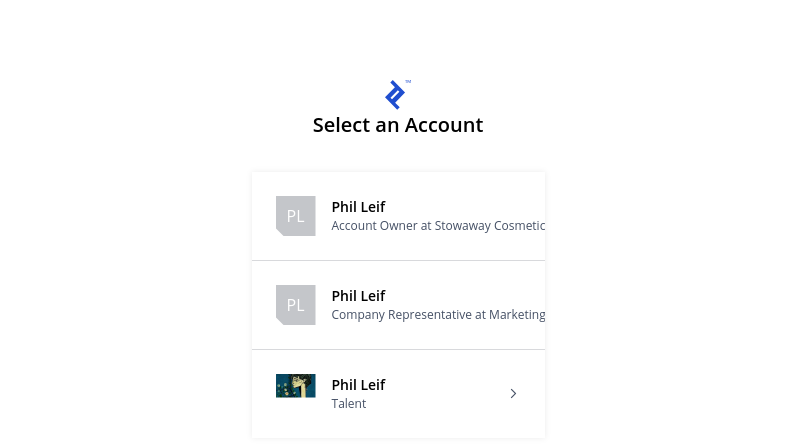 ™
Select an Account
PL
Phil Leif
Account Owner at Stowaway Cosmetic
PL
Phil Leif
Company Representative at Marketing
Phil Leif
Talent